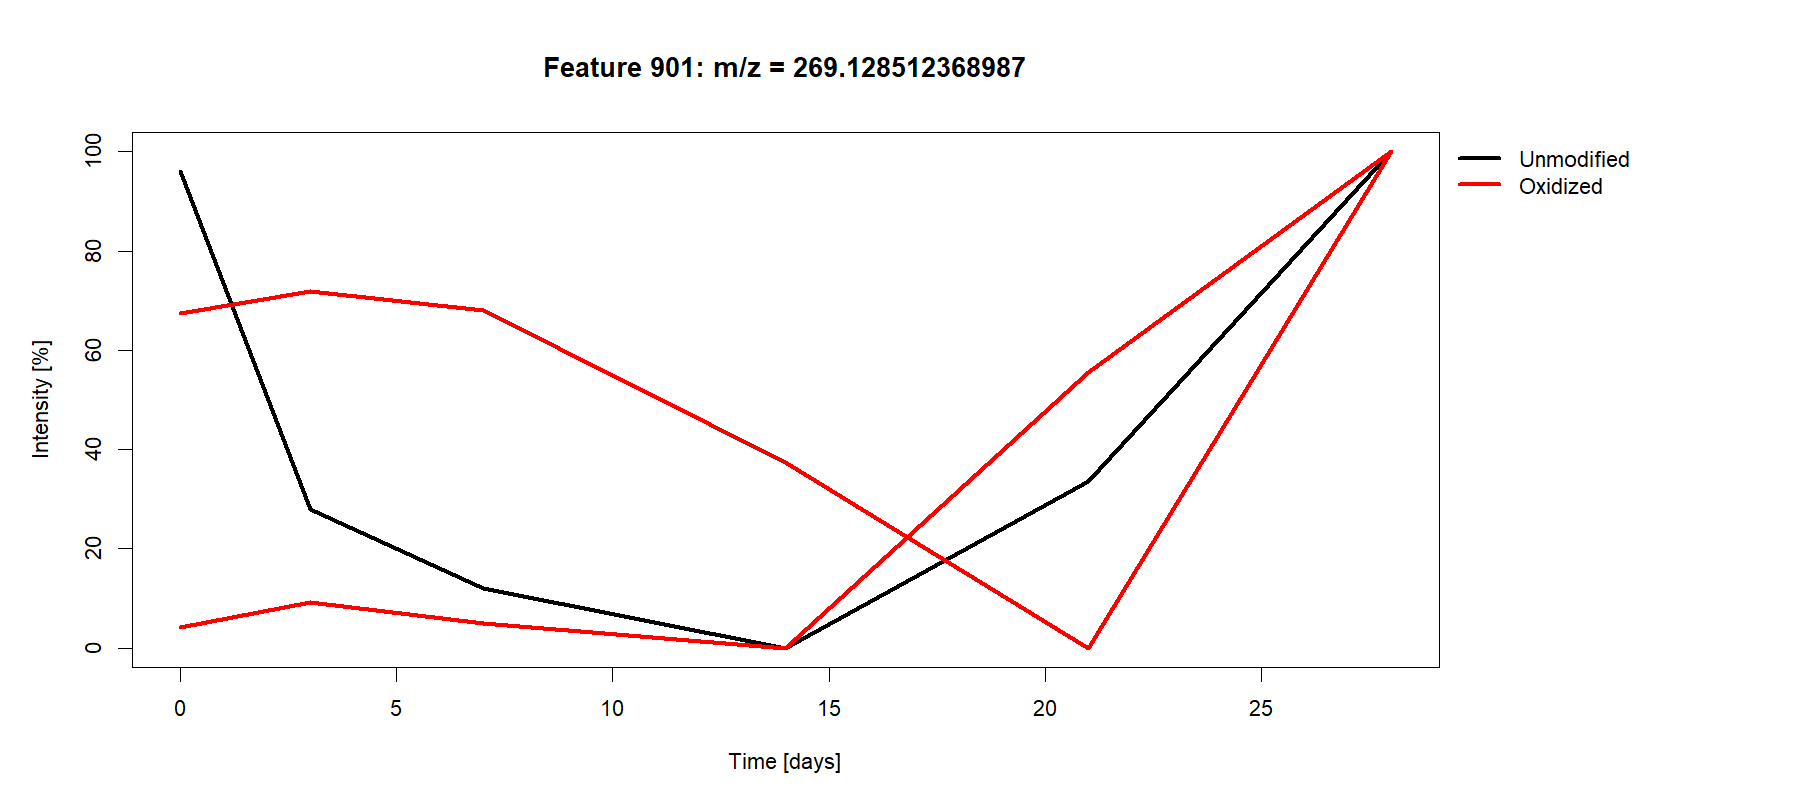 Feature 901: m/z = 269.128512368987
Unmodified
Oxidized
Intensity [%]
100
80
60
40
20
0
0 5 10 15 20 25
Time [days]